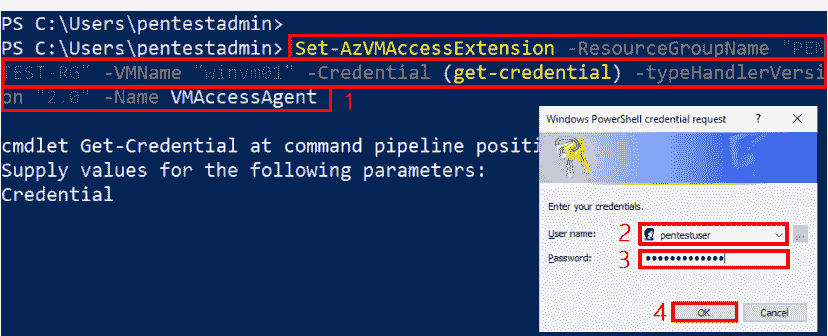 PS C:\Users\pentestadmin>
PS C:\Users\pentestadmin> Set-AzVMAccessExtension -ResourceGroupName "PEN
TEST-RG" -VMName "winvm01" -Credential (get-credential) -typeHandlerVersi
on "2.0" -Name VMAccessAgent
1
cmdlet Get-Credential at command pipeline positi
Supply values for the following parameters:
Credential
Windows PowerShell credential request
?
Enter your credentials.
User name: 2 pentestuser ...
Password: 3 •••••••••••••
4 OK Cancel